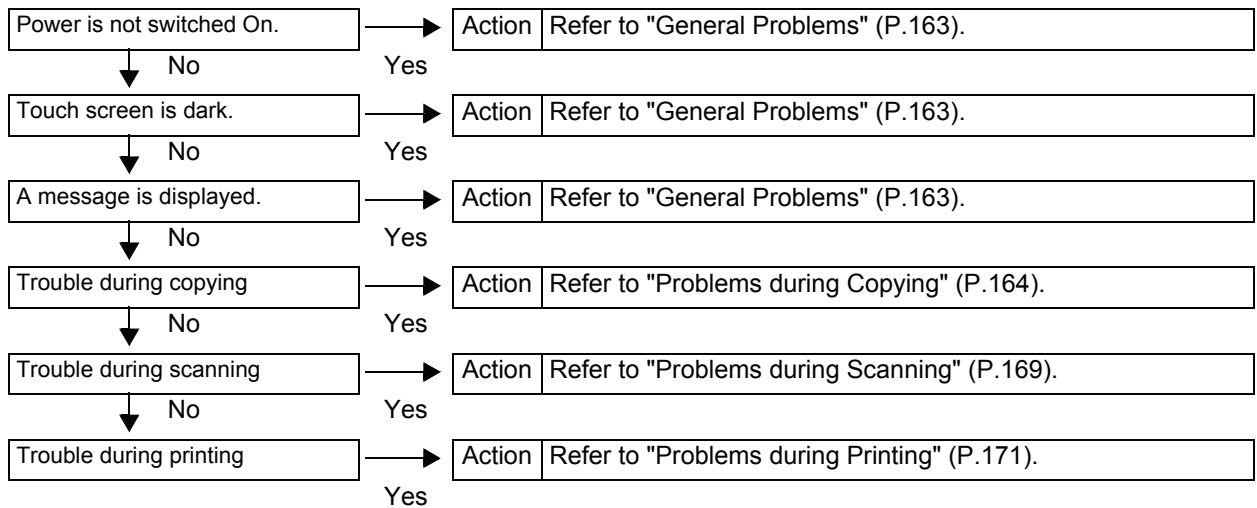 Power is not switched On.
Action Refer to "General Problems" (P.163).
No Yes
Touch screen is dark.
Action Refer to "General Problems" (P.163).
No Yes
A message is displayed.
Action Refer to "General Problems" (P.163).
No Yes
Trouble during copying
Action Refer to "Problems during Copying" (P.164).
No Yes
Trouble during scanning
Action Refer to "Problems during Scanning" (P.169).
No Yes
Trouble during printing
Action Refer to "Problems during Printing" (P.171).
Yes